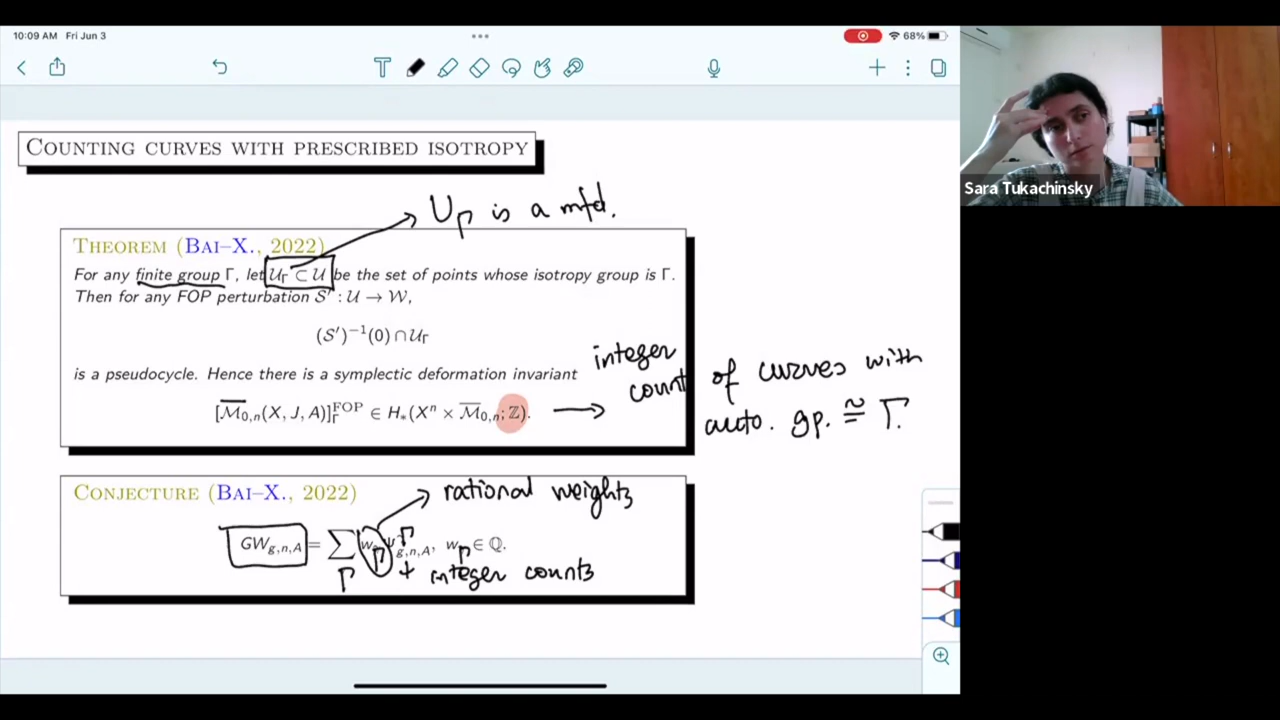 10:09 AM Fri Jun 3
68%
COUNTING CURVES WITH PRESCRIBED ISOTROPY
U_Γ is a mfd.
THEOREM (BAI–X., 2022)
For any finite group Γ, let U_Γ ⊂ U be the set of points whose isotropy group is Γ.
Then for any FOP perturbation S′ : U → W,
(S′)^{−1}(0) ∩ U_Γ
is a pseudocycle. Hence there is a symplectic deformation invariant
[M̄_{0,n}(X, J, A)]_Γ^{FOP} ∈ H_*(X^n × M̄_{0,n}; ℤ).
integer
count of curves with
auto. gp. ≅ Γ.
CONJECTURE (BAI–X., 2022)
rational weights
GW_{g,n,A} = ∑_Γ w_Γ ψ^Γ_{g,n,A}, w_Γ ∈ ℚ.
integer counts
Sara Tukachinsky